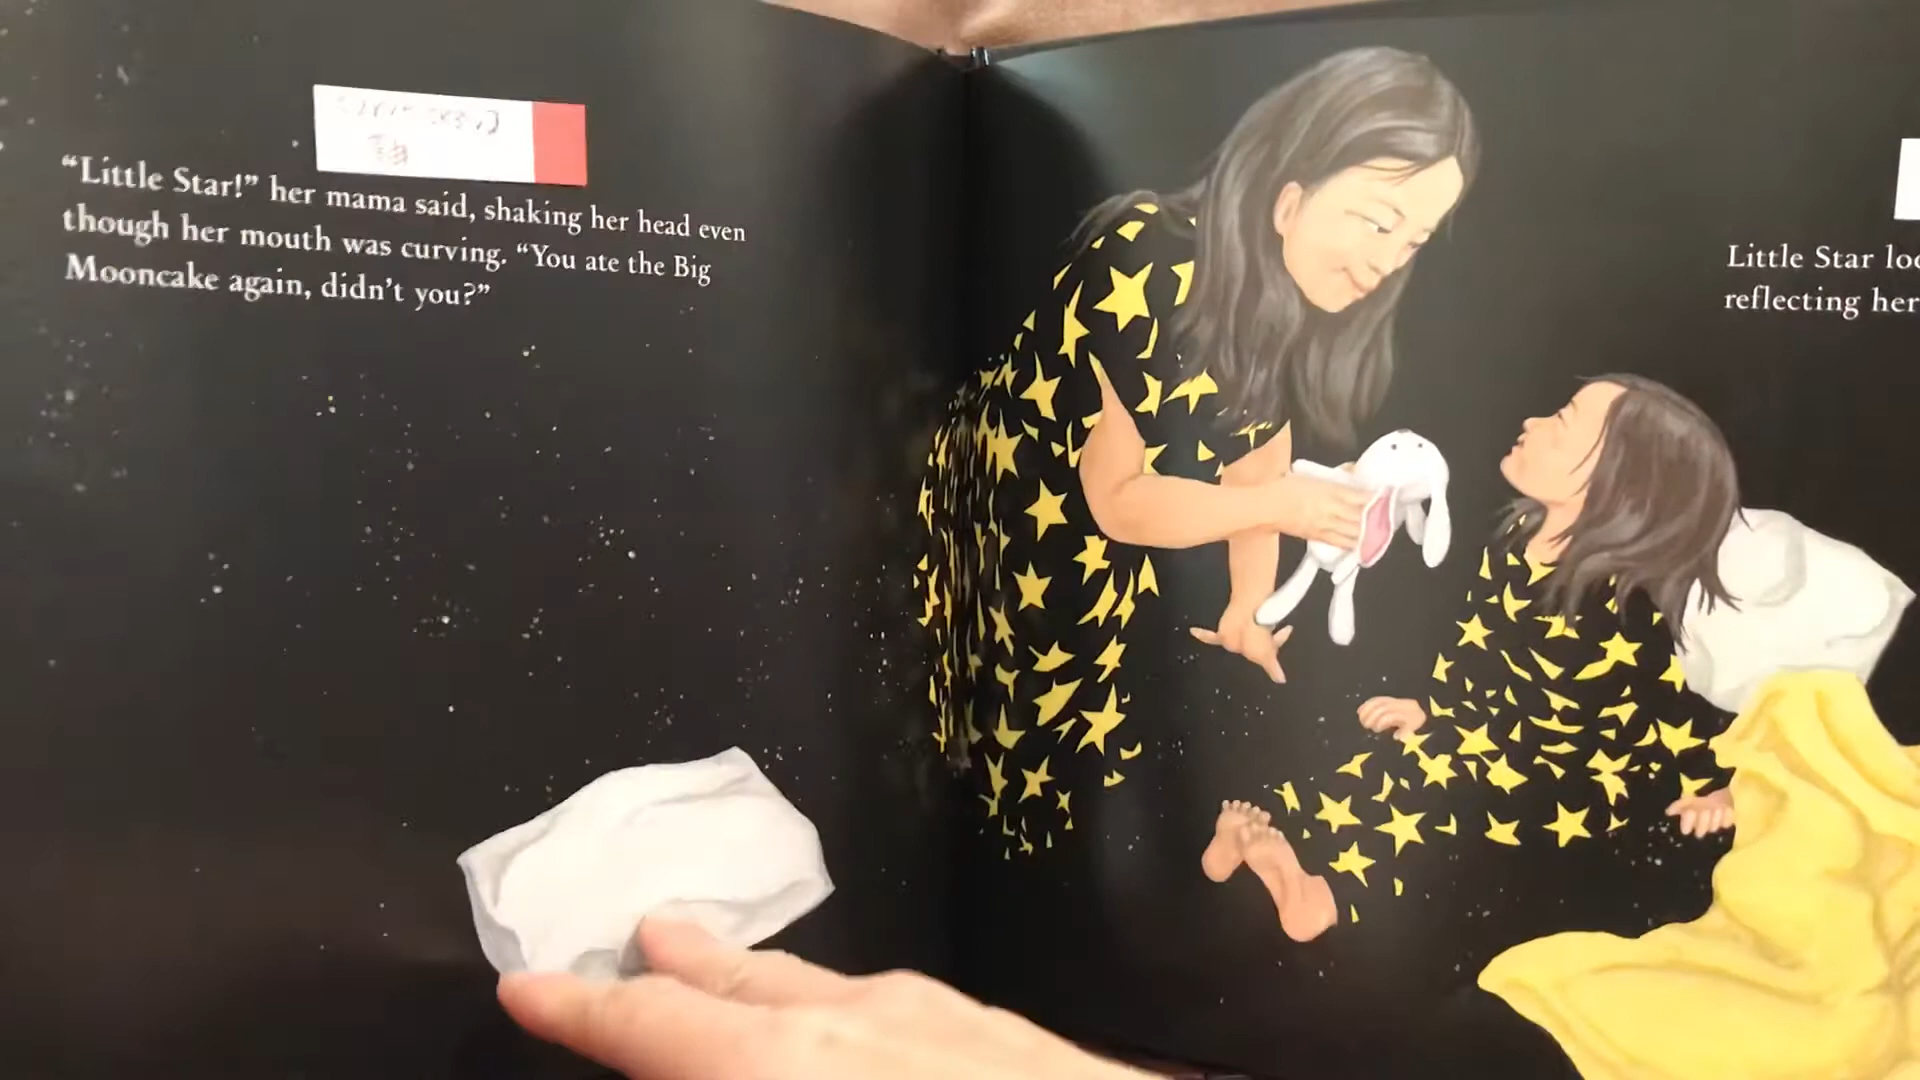 “Little Star!” her mama said, shaking her head even
though her mouth was curving. “You ate the Big
Mooncake again, didn’t you?”
Little Star
reflecting her